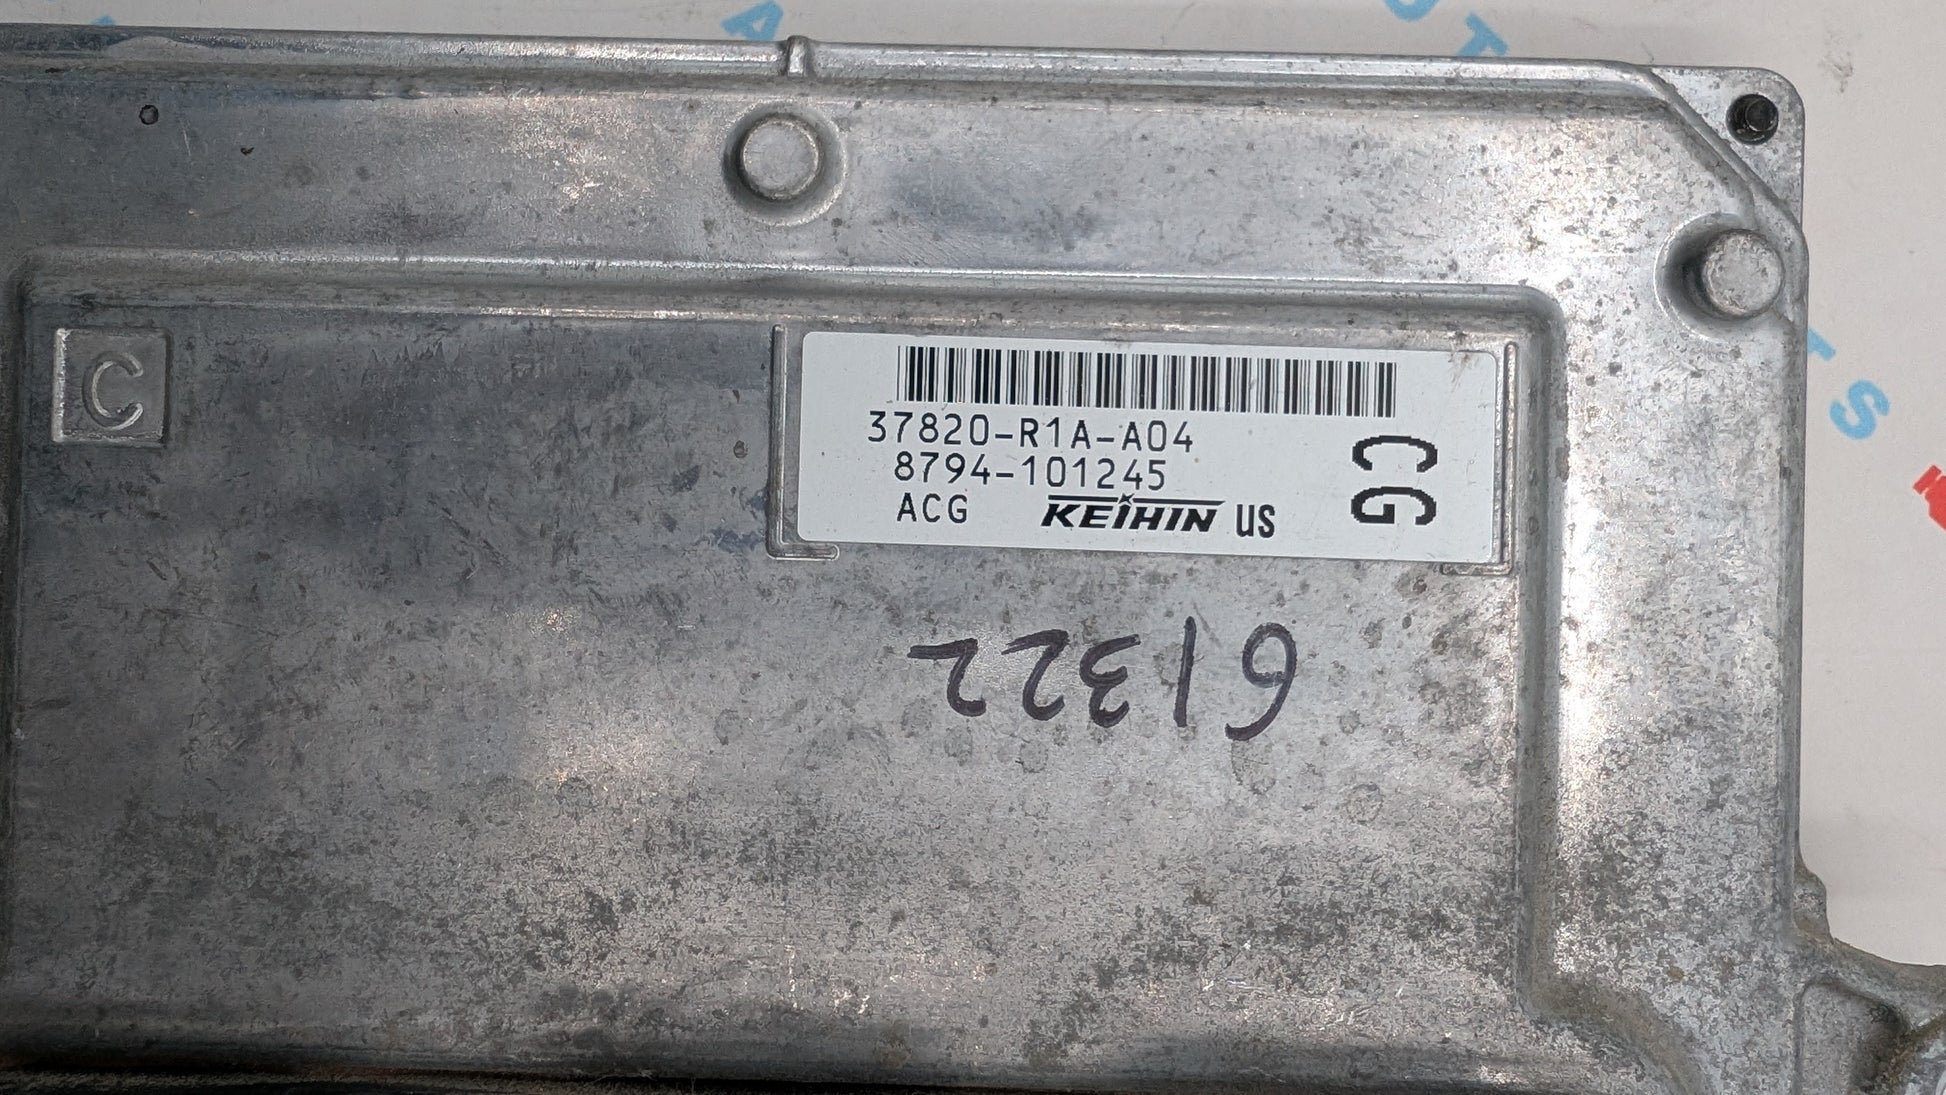 C
37820-R1A-A04
8794-101245
ACG KEIHIN US
CG
61322